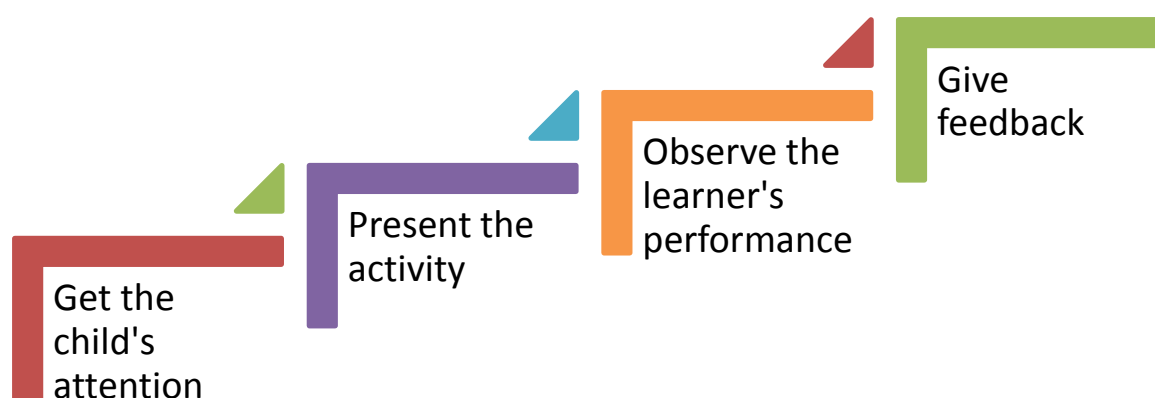 Get the
child's
attention
Present the
activity
Observe the
learner's
performance
Give
feedback